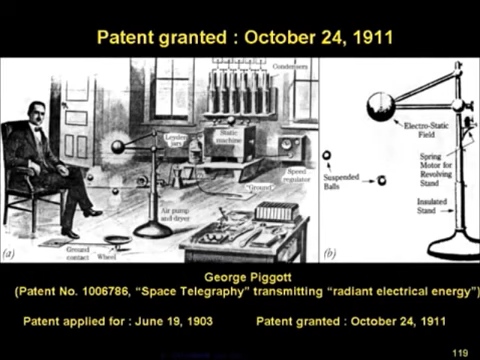 Patent granted : October 24, 1911
Condensers
Leyden
jars
Static
machine
Speed
regulator
"Ground"
Air pump
and dryer
Ground
contact
Wheel
(a)
Electro-Static
Field
Spring
Motor for
Revolving
Stand
Suspended
Balls
Insulated
Stand
(b)
George Piggott
(Patent No. 1006786, “Space Telegraphy” transmitting “radiant electrical energy”)
Patent applied for : June 19, 1903
Patent granted : October 24, 1911
119